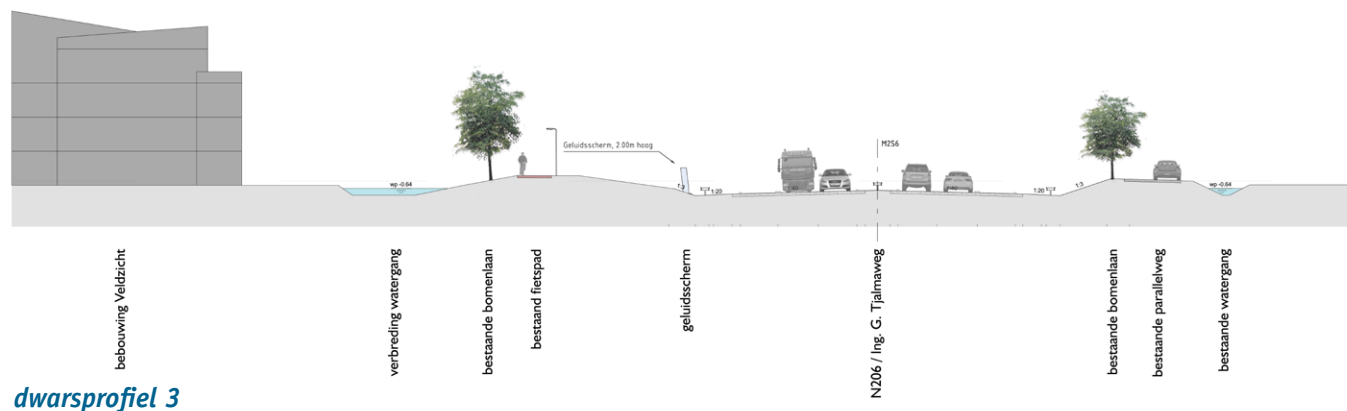 Geluidsscherm, 2.00m hoog
M2S6
wp -0.64
1:3
1:20
1:20
1:3
wp -0.64
bebouwing Veldzicht
verbreding watergang
bestaande bomenlaan
bestaand fietspad
geluidsscherm
N206 / Ing. G. Tjalmaweg
bestaande bomenlaan
bestaande parallelweg
bestaande watergang
dwarsprofiel 3